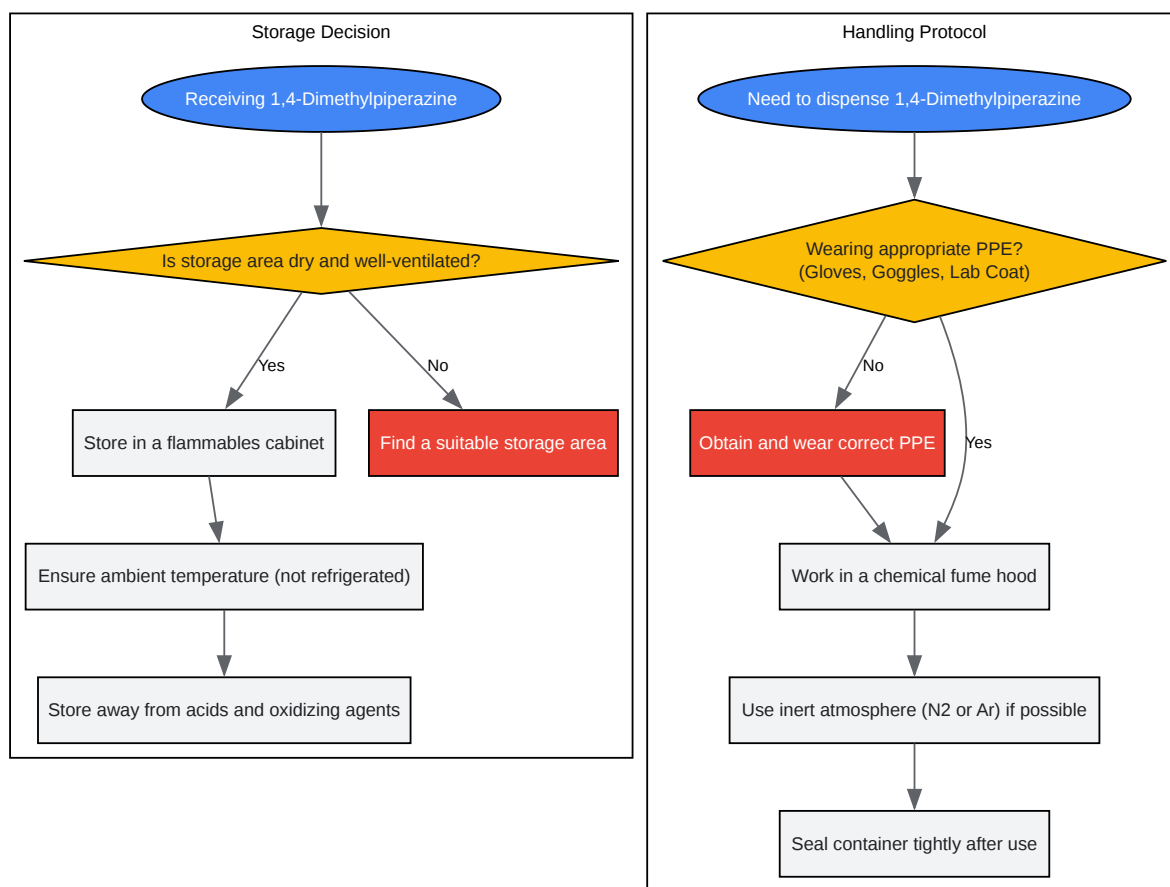 Storage Decision
Receiving 1,4-Dimethylpiperazine
Is storage area dry and well-ventilated?
Yes
No
Store in a flammables cabinet
Find a suitable storage area
Ensure ambient temperature (not refrigerated)
Store away from acids and oxidizing agents
Handling Protocol
Need to dispense 1,4-Dimethylpiperazine
Wearing appropriate PPE?
(Gloves, Goggles, Lab Coat)
No
Obtain and wear correct PPE
Yes
Work in a chemical fume hood
Use inert atmosphere (N2 or Ar) if possible
Seal container tightly after use